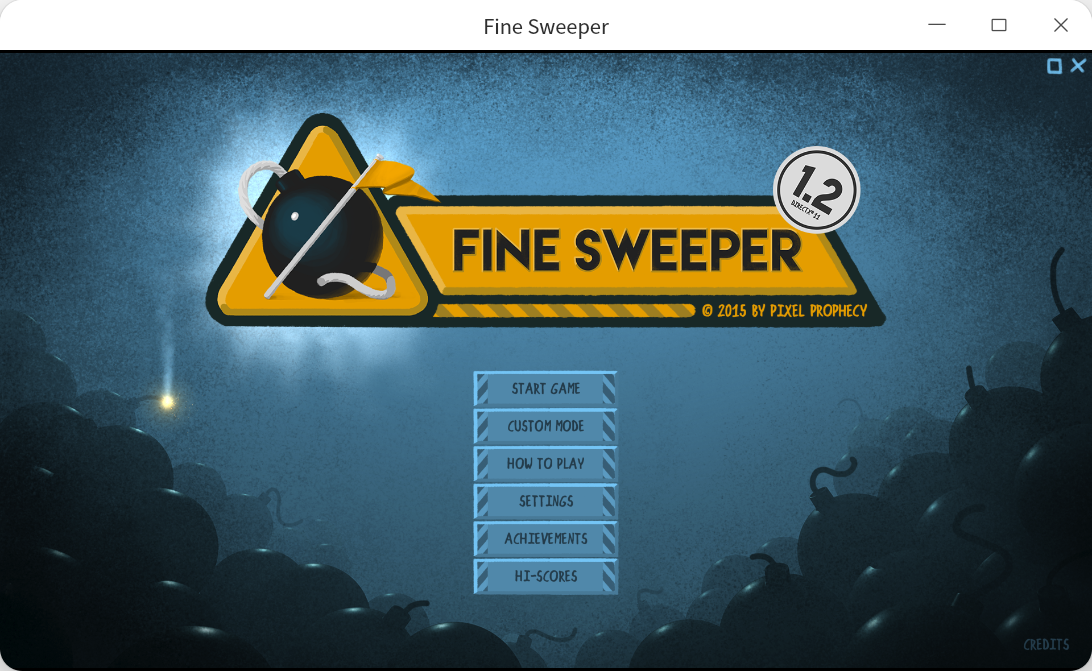 Fine Sweeper
1.2
DIRECTX® 11
FINE SWEEPER
© 2015 BY PIXEL PROPHECY
START GAME
CUSTOM MODE
HOW TO PLAY
SETTINGS
ACHIEVEMENTS
HI-SCORES
CREDITS